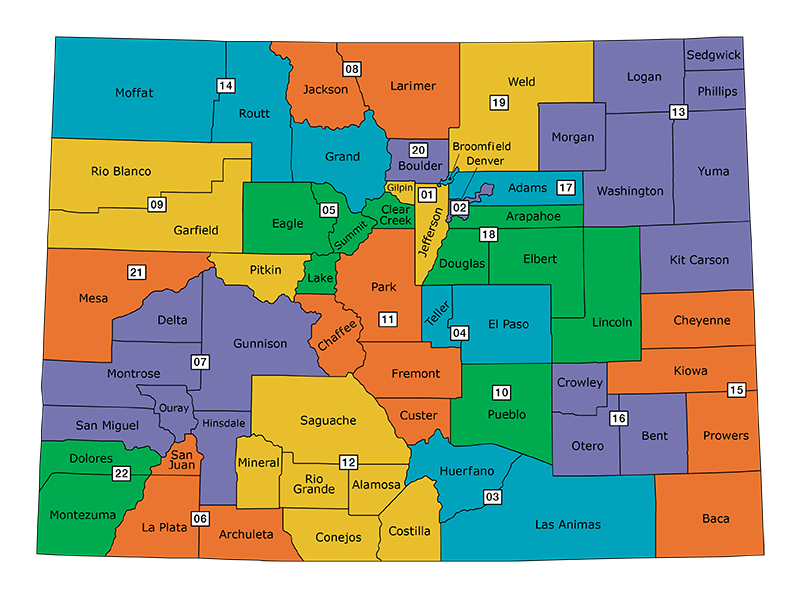 Sedgwick
08
Logan
Weld
Moffat
14
Jackson
Larimer
Phillips
19
13
Routt
Morgan
Broomfield
20
Boulder
Denver
Grand
Rio Blanco
Yuma
Gilpin
01
Adams
17
Washington
09
05
Clear
Creek
02
Arapahoe
Eagle
Garfield
Summit
Jefferson
18
Kit Carson
Elbert
21
Pitkin
Lake
Douglas
Mesa
Park
Delta
Teller
El Paso
Lincoln
Cheyenne
11
Chaffee
04
Gunnison
07
Montrose
Fremont
Kiowa
Crowley
10
15
Ouray
Pueblo
Custer
San Miguel
Hinsdale
Saguache
16
Bent
Prowers
Otero
Dolores
San
Juan
Mineral
12
Huerfano
22
Rio
Grande
Alamosa
03
Montezuma
06
La Plata
Archuleta
Conejos
Costilla
Las Animas
Baca